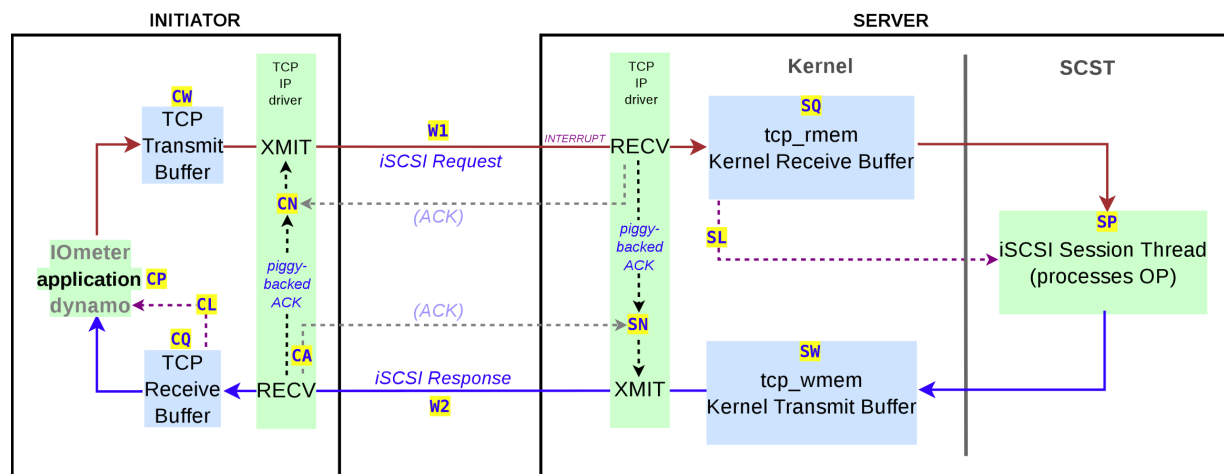 INITIATOR
CW
TCP
Transmit
Buffer
TCP
IP
driver
XMIT
CN
piggy-
backed
ACK
IOmeter
application CP
dynamo
CL
CQ
TCP
Receive
Buffer
CA
RECV
W1
iSCSI Request
(ACK)
(ACK)
iSCSI Response
W2
SERVER
INTERRUPT
TCP
IP
driver
RECV
piggy-
backed
ACK
SN
XMIT
Kernel
SQ
tcp_rmem
Kernel Receive Buffer
SL
SW
tcp_wmem
Kernel Transmit Buffer
SCST
SP
iSCSI Session Thread
(processes OP)